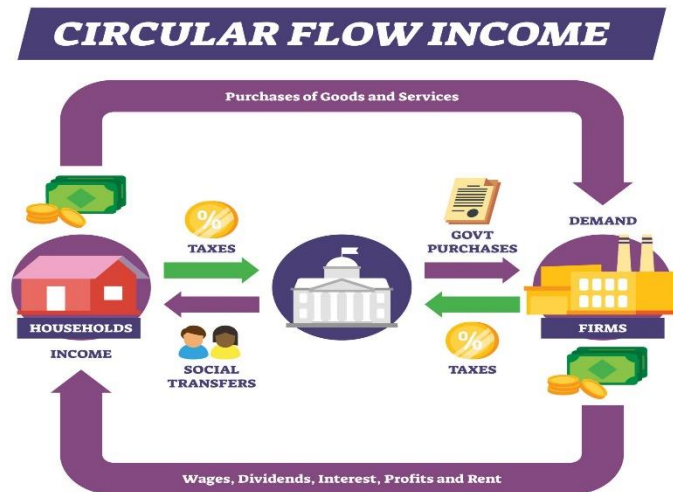 CIRCULAR FLOW INCOME
Purchases of Goods and Services
%
TAXES
GOVT
PURCHASES
DEMAND
HOUSEHOLDS
INCOME
SOCIAL
TRANSFERS
%
TAXES
FIRMS
Wages, Dividends, Interest, Profits and Rent